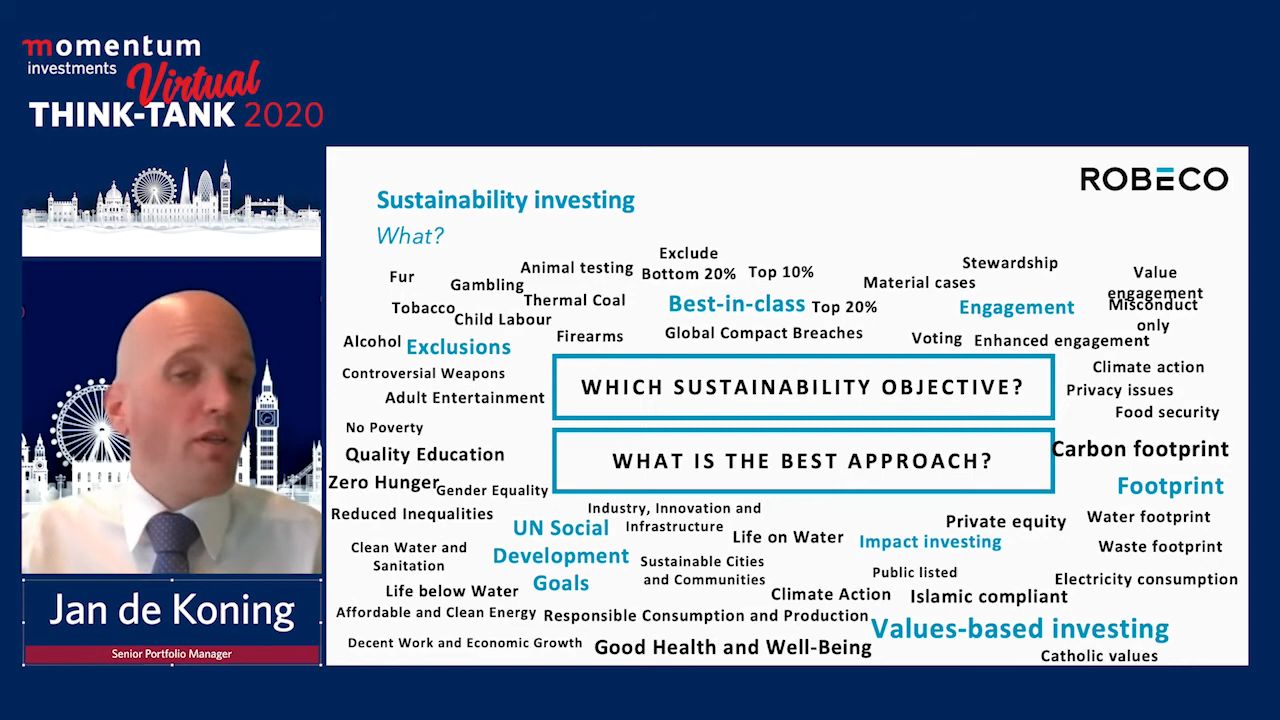 momentum
investments
Virtual
THINK-TANK 2020
ROBECO
Sustainability investing
What?
Exclude
Bottom 20%
Top 10%
Fur
Gambling
Animal testing
Tobacco
Child Labour
Thermal Coal
Best-in-class
Top 20%
Stewardship
Material cases
Value
engagement
Engagement
Misconduct
only
Alcohol
Exclusions
Firearms
Global Compact Breaches
Voting
Enhanced engagement
Controversial Weapons
Adult Entertainment
WHICH SUSTAINABILITY OBJECTIVE?
Climate action
Privacy issues
Food security
No Poverty
Quality Education
Zero Hunger
Gender Equality
WHAT IS THE BEST APPROACH?
Carbon footprint
Footprint
Reduced Inequalities
UN Social
Development
Goals
Industry, Innovation and
Infrastructure
Life on Water
Private equity
Impact investing
Water footprint
Waste footprint
Clean Water and
Sanitation
Sustainable Cities
and Communities
Public listed
Electricity consumption
Life below Water
Climate Action
Islamic compliant
Affordable and Clean Energy
Responsible Consumption and Production
Values-based investing
Decent Work and Economic Growth
Good Health and Well-Being
Catholic values
Jan de Koning
Senior Portfolio Manager